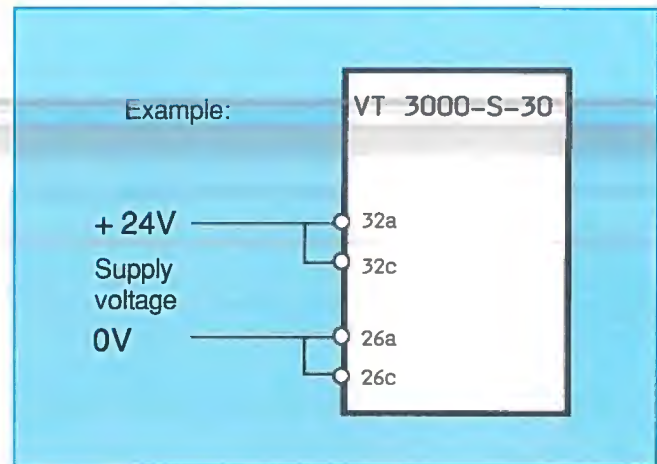 Example:
VT 3000-S-30
+ 24V
32a
Supply
32c
voltage
0V
26a
26c